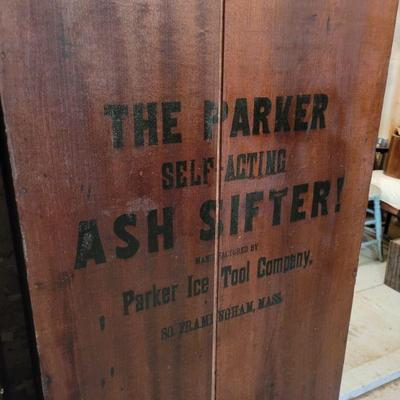 THE PARKER
SELF-ACTING
ASH SIFTER!
MANUFACTURED BY
Parker Ice Tool Company,
SO. FRAMINGHAM, MASS.